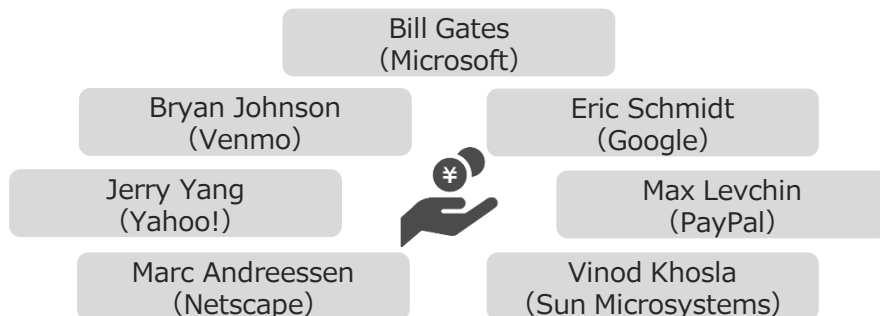 Bill Gates
（Microsoft）
Bryan Johnson
（Venmo）
Eric Schmidt
（Google）
Jerry Yang
（Yahoo!）
¥
Max Levchin
（PayPal）
Marc Andreessen
（Netscape）
Vinod Khosla
（Sun Microsystems）